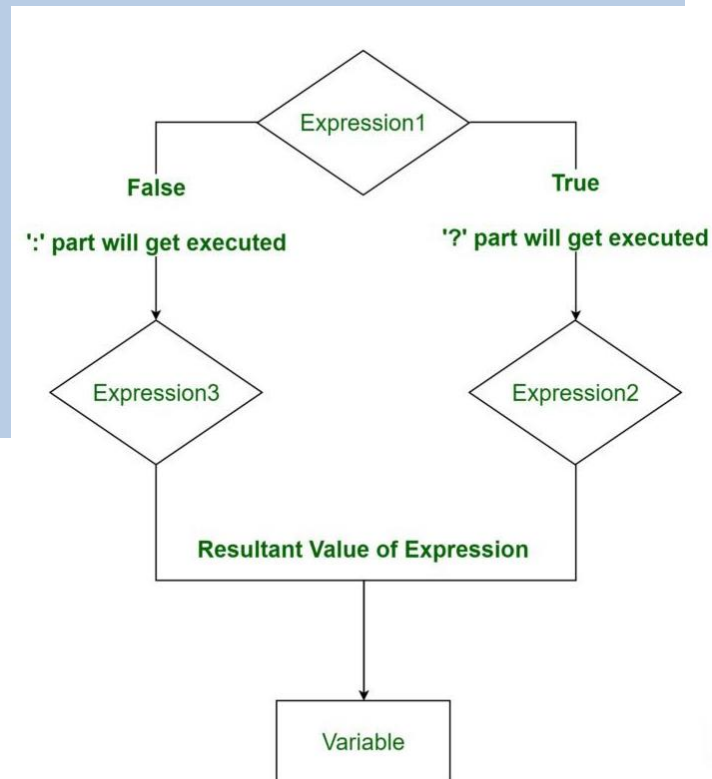 Expression1
False
True
':' part will get executed
'?' part will get executed
Expression3
Expression2
Resultant Value of Expression
Variable